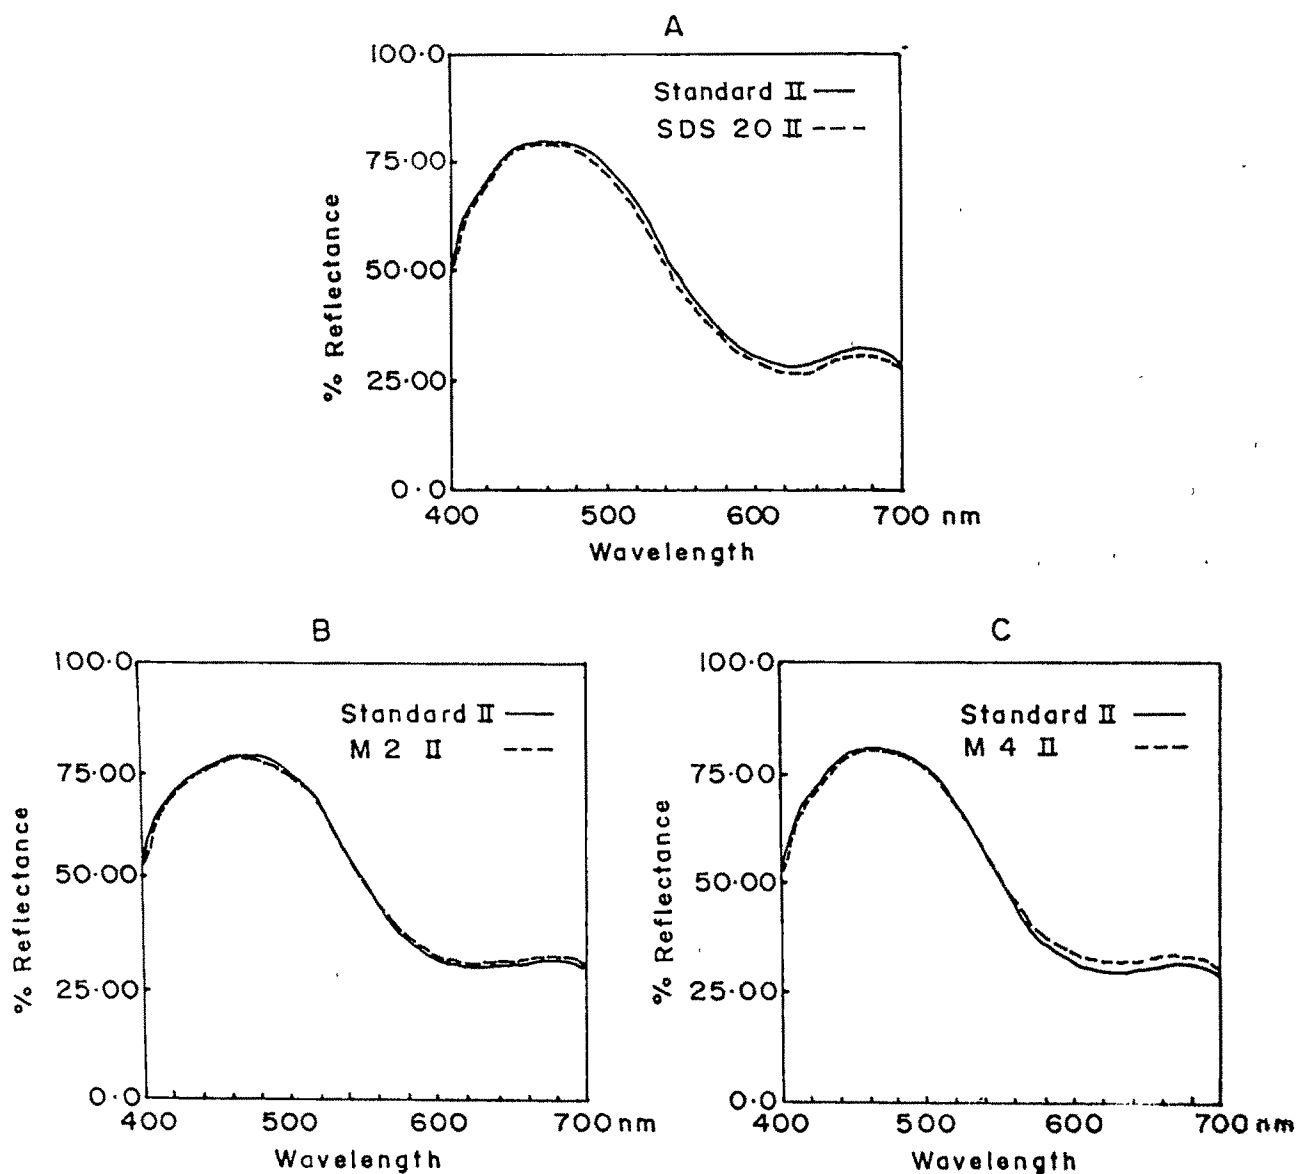 A
100·0
75·00
50·00
25·00
0·0
% Reflectance
Standard II
SDS 20 II
400 500 600 700 nm
Wavelength
B
100·0
75·00
50·00
25·00
0·0
% Reflectance
Standard II
M 2 II
400 500 600 700 nm
Wavelength
C
100·0
75·00
50·00
25·00
0·0
% Reflectance
Standard II
M 4 II
400 500 600 700 nm
Wavelength